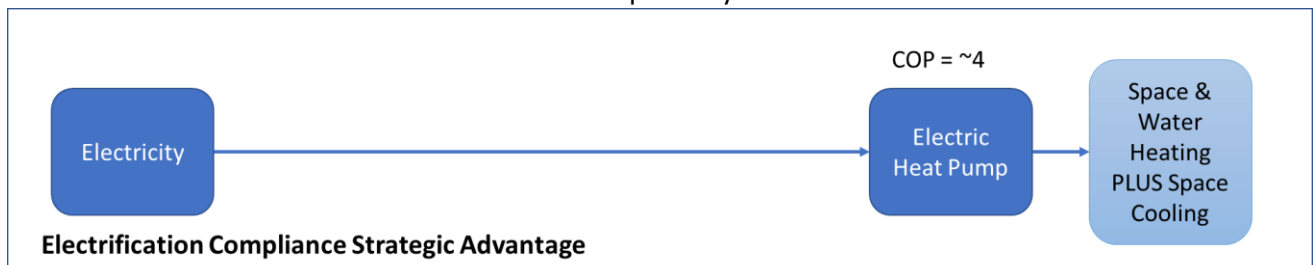 COP = ~4
Electricity
Electric
Heat Pump
Space &
Water
Heating
PLUS Space
Cooling
Electrification Compliance Strategic Advantage